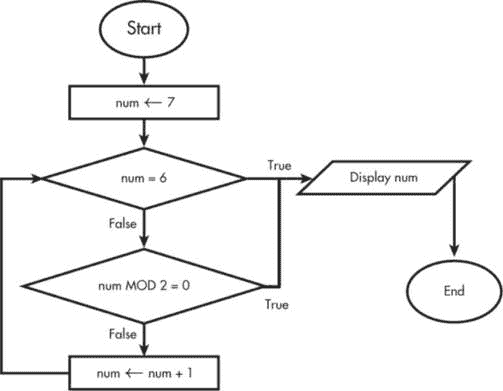 Start
num ← 7
num = 6
True
Display num
False
num MOD 2 = 0
True
End
False
num ← num + 1